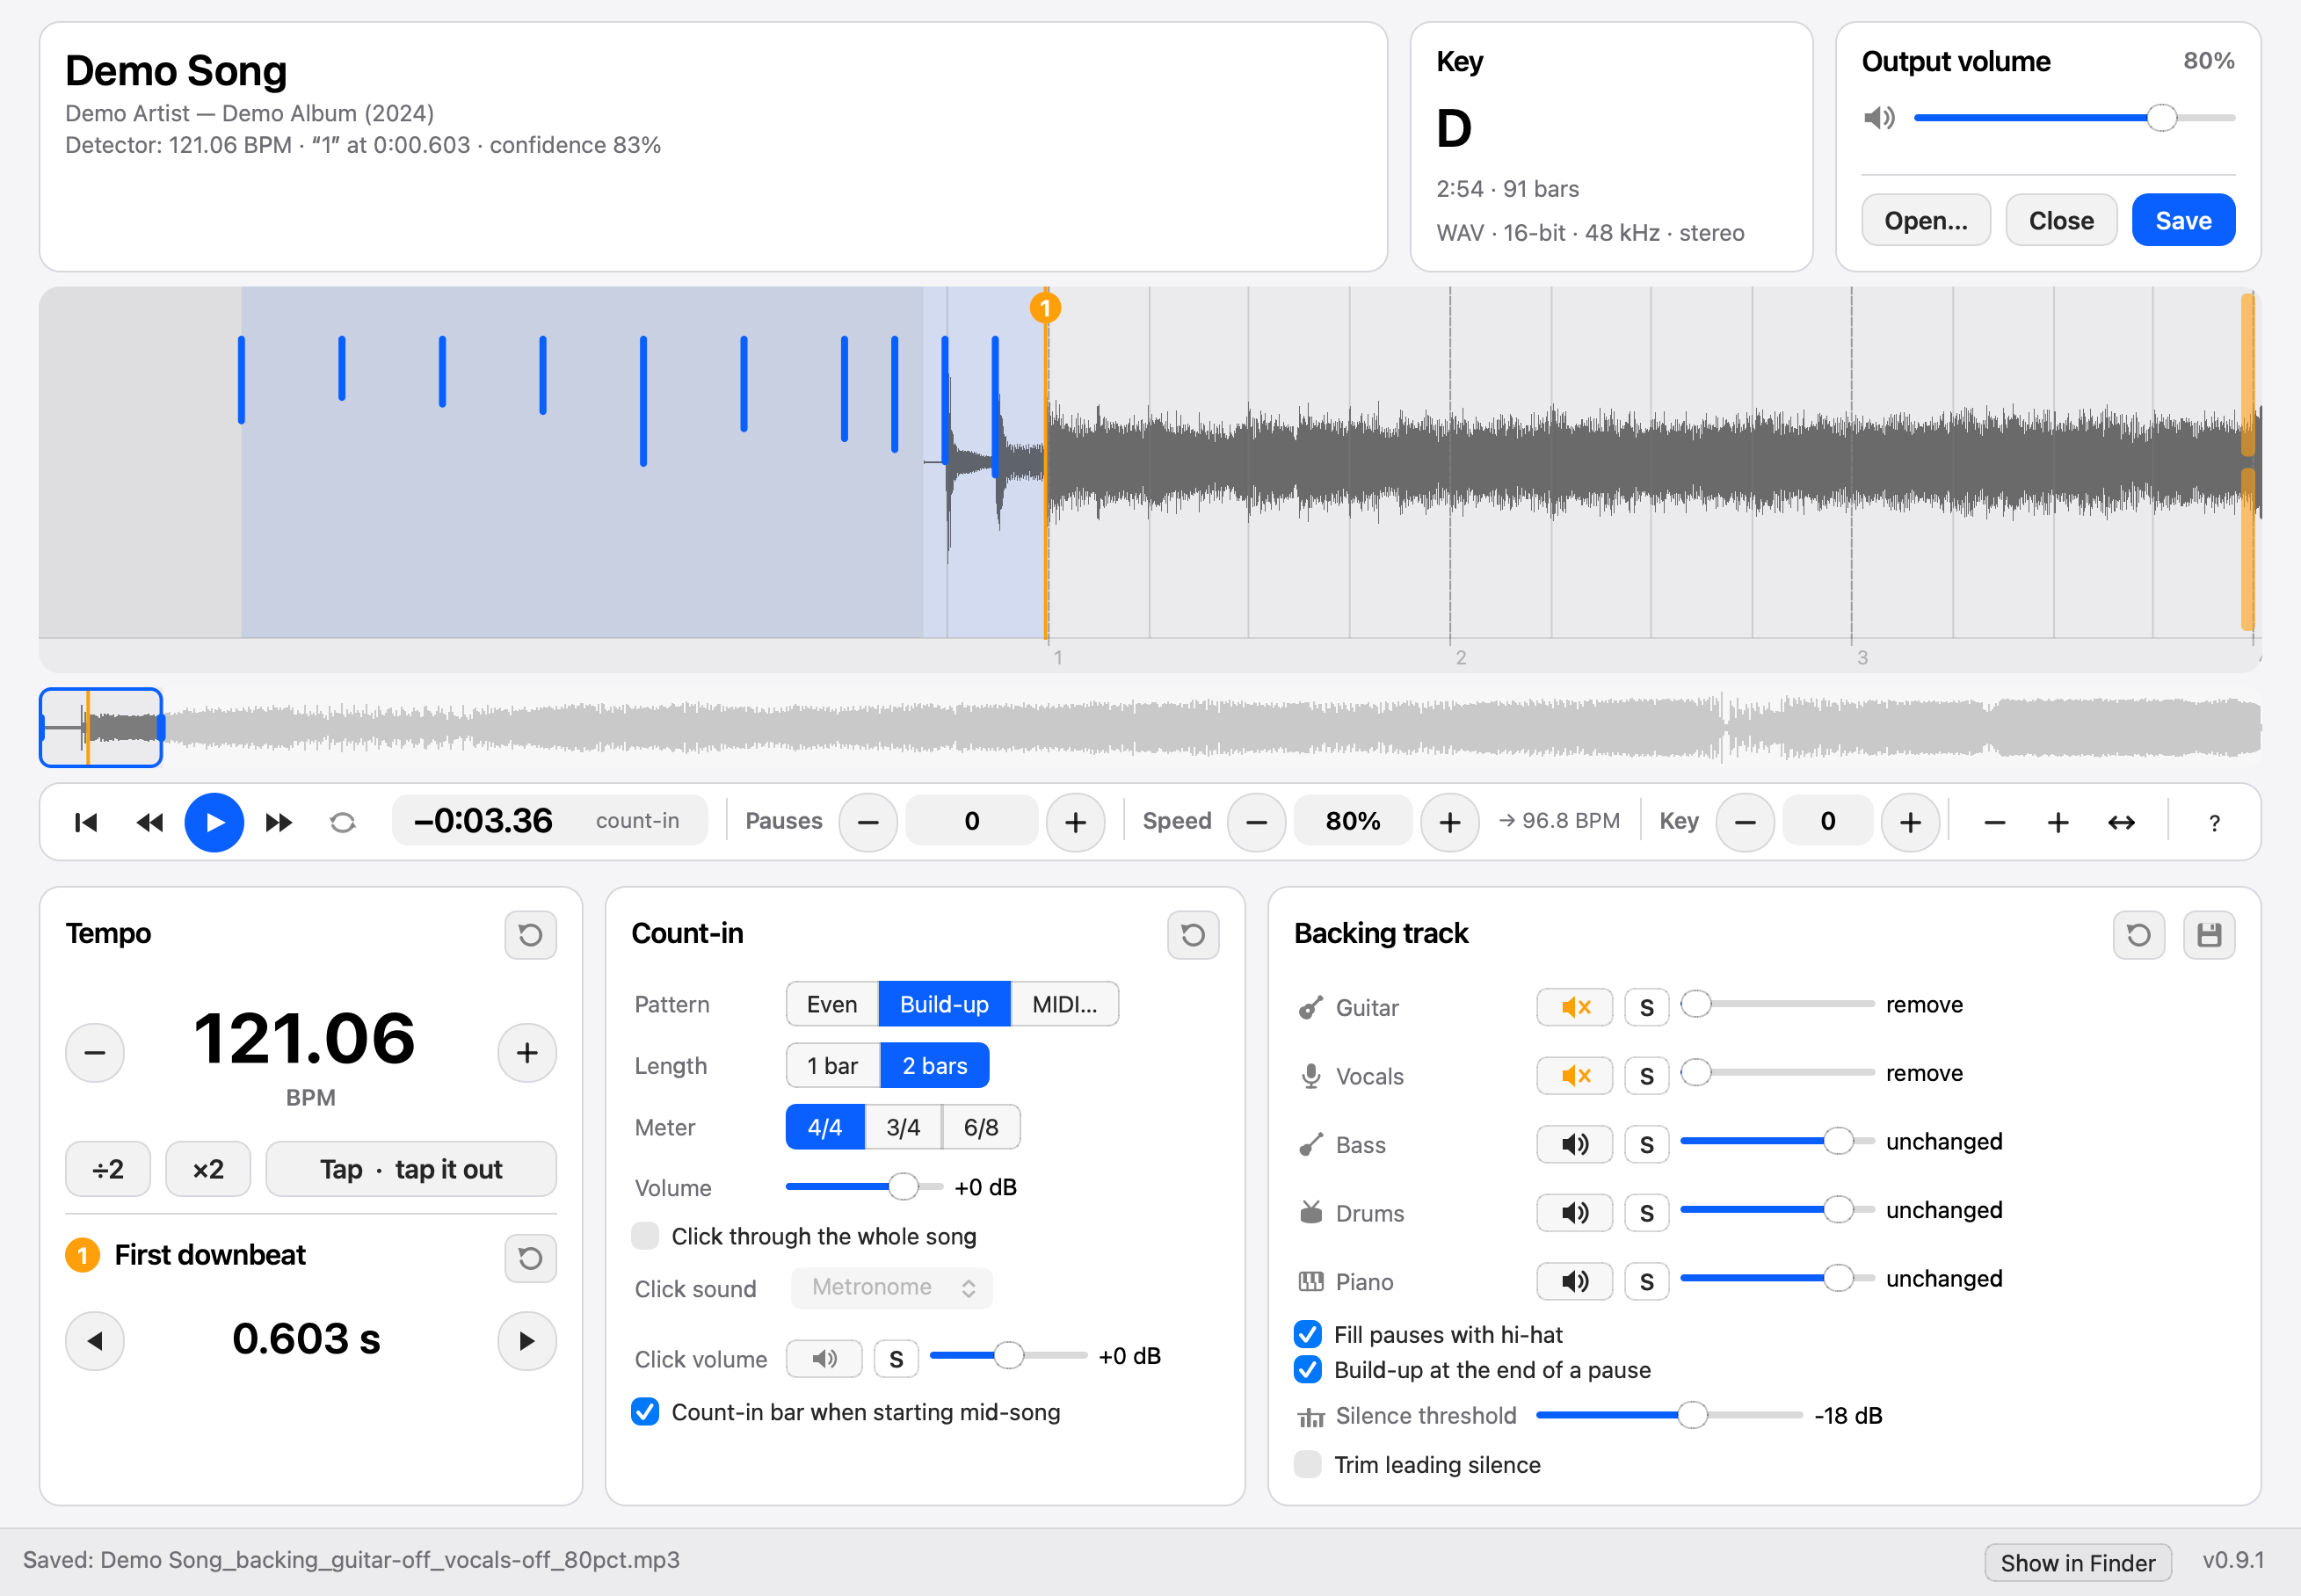 Demo Song
Demo Artist — Demo Album (2024)
Detector: 121.06 BPM · “1” at 0:00.603 · confidence 83%
Key
D
2:54 · 91 bars
WAV · 16-bit · 48 kHz · stereo
Output volume 80%
Open... Close Save
1
1 2 3
−0:03.36 count-in Pauses − 0 + Speed − 80% + → 96.8 BPM Key − 0 + − + ↔ ?
Tempo
− 121.06 +
BPM
÷2 ×2 Tap · tap it out
1 First downbeat
0.603 s
Count-in
Pattern Even Build-up MIDI...
Length 1 bar 2 bars
Meter 4/4 3/4 6/8
Volume +0 dB
Click through the whole song
Click sound Metronome
Click volume S +0 dB
Count-in bar when starting mid-song
Backing track
Guitar S remove
Vocals S remove
Bass S unchanged
Drums S unchanged
Piano S unchanged
Fill pauses with hi-hat
Build-up at the end of a pause
Silence threshold -18 dB
Trim leading silence
Saved: Demo Song_backing_guitar-off_vocals-off_80pct.mp3 Show in Finder v0.9.1